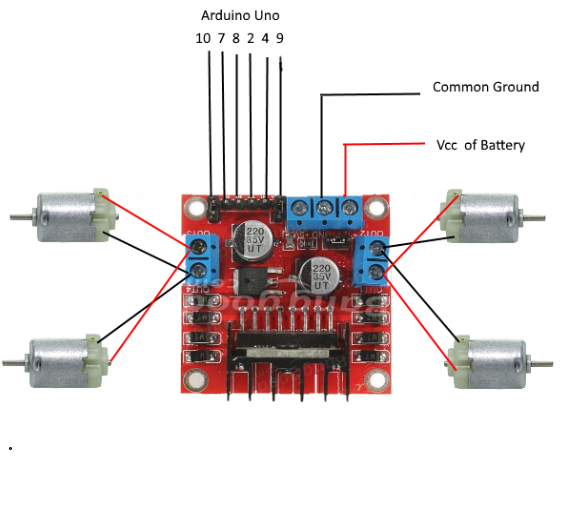 Arduino Uno
10 7 8 2 4 9
Common Ground
Vcc of Battery
220
35V
UT
220
35V
UT